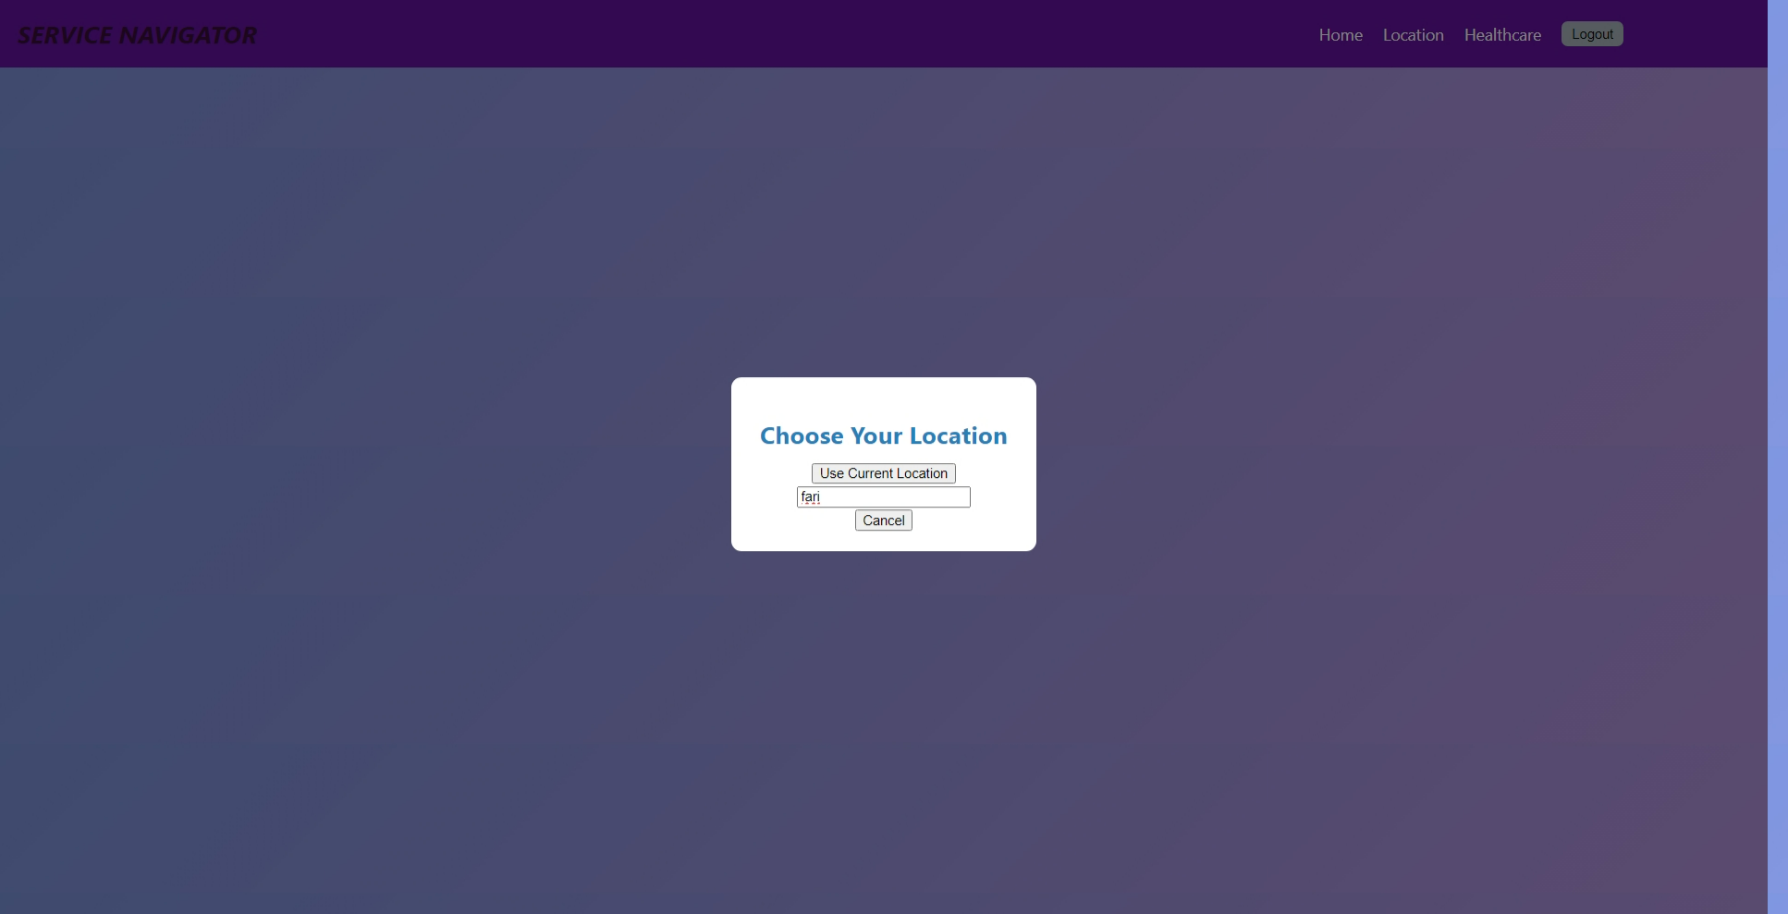 SERVICE NAVIGATOR
Home Location Healthcare Logout
Choose Your Location
Use Current Location
fari
Cancel